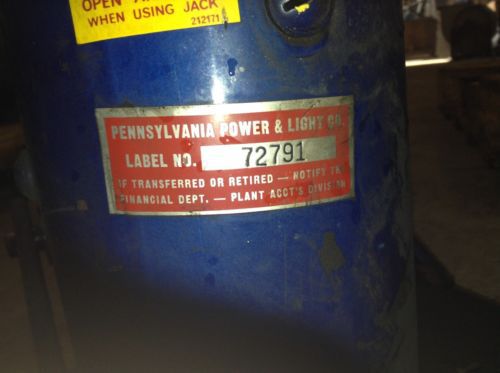 OPEN
WHEN USING JACK
212171
PENNSYLVANIA POWER & LIGHT CO.
LABEL NO. 72791
IF TRANSFERRED OR RETIRED — NOTIFY THE
FINANCIAL DEPT. — PLANT ACCT'S DIVISION